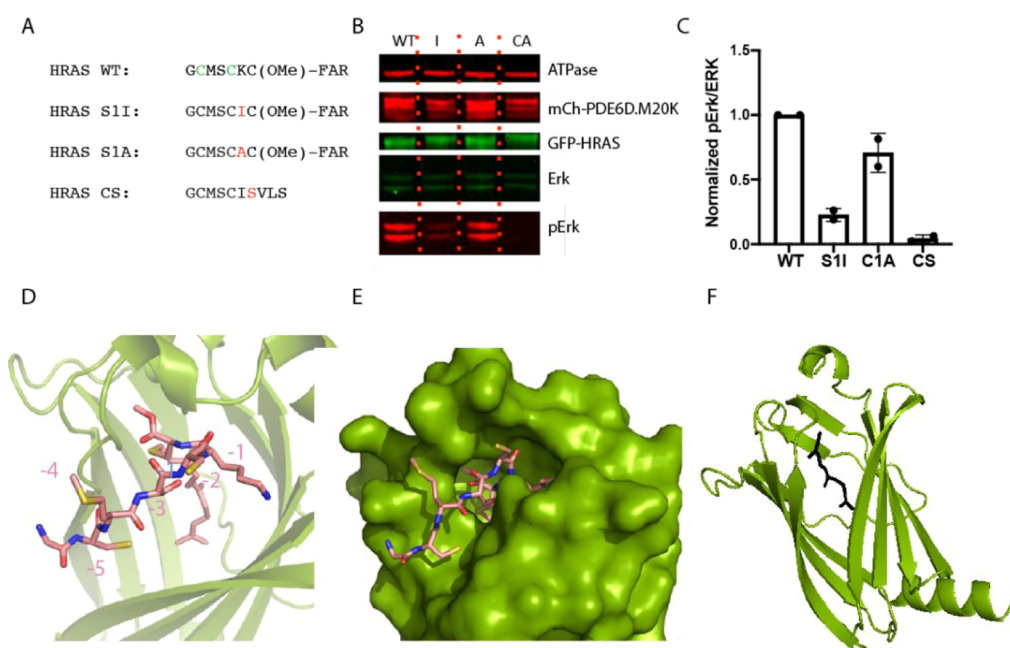 A
HRAS WT: GCMSCKC(OMe)-FAR
HRAS S1I: GCMSCIC(OMe)-FAR
HRAS S1A: GCMSCAC(OMe)-FAR
HRAS CS: GCMSCISVLS
B
WT I A CA
ATPase
mCh-PDE6D.M20K
GFP-HRAS
Erk
pErk
C
Normalized pErk/ERK
1.5
1.0
0.5
0.0
WT S1I C1A CS
D
-1
-2
-3
-4
-5
E
F